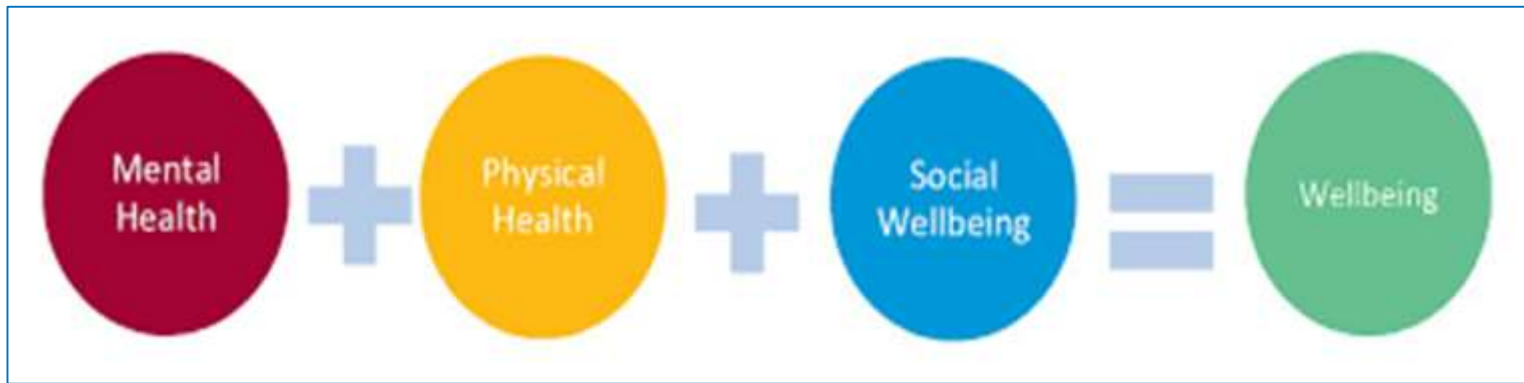 Mental
Health
Physical
Health
Social
Wellbeing
Wellbeing